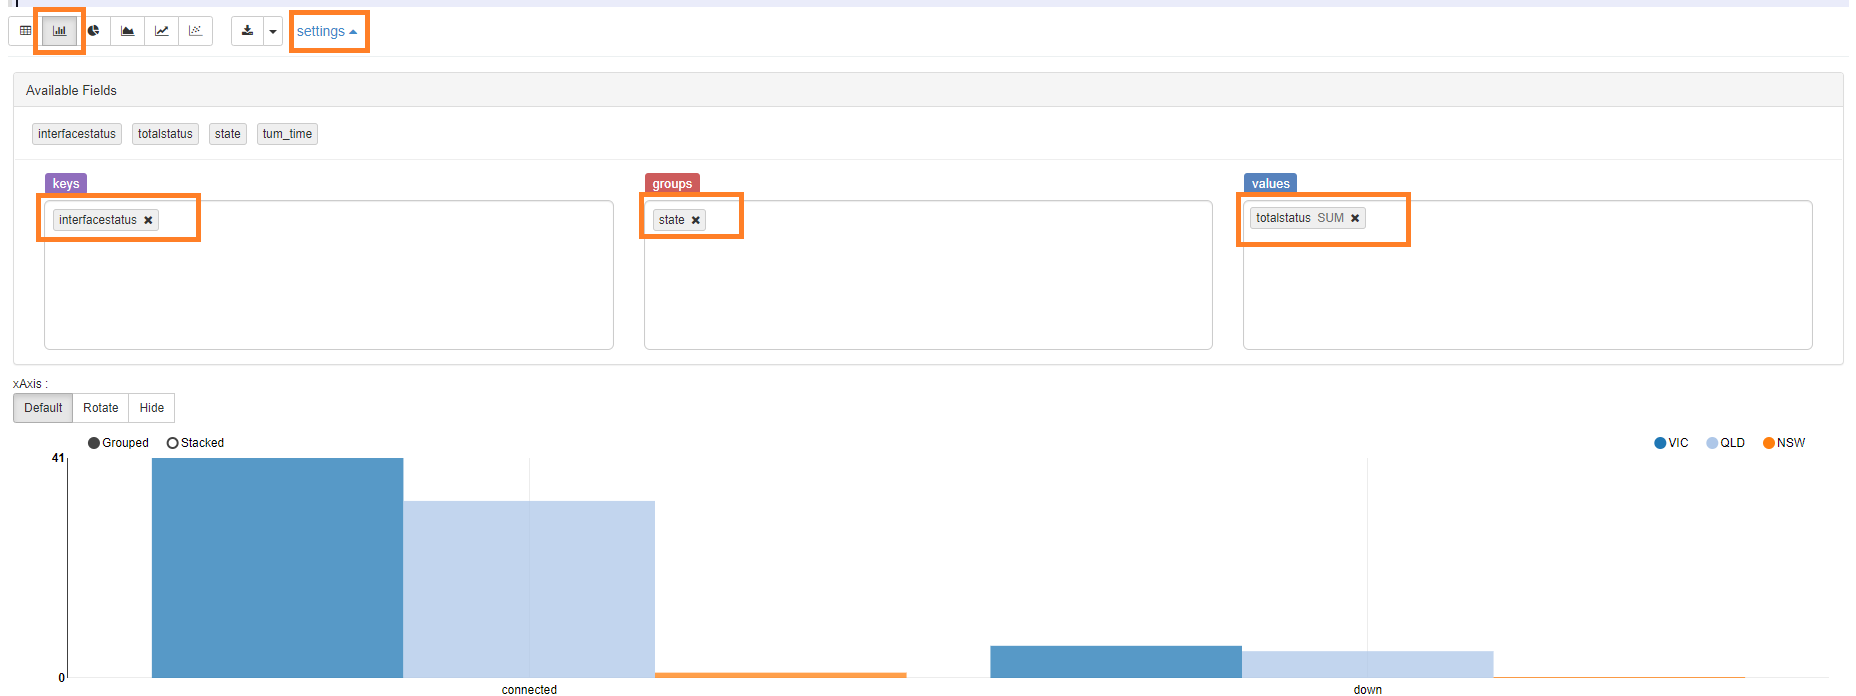 settings
Available Fields
interfacestatus totalstatus state tum_time
keys groups values
interfacestatus ✖ state ✖ totalstatus SUM ✖
xAxis :
Default Rotate Hide
Grouped Stacked VIC QLD NSW
41
0
connected down